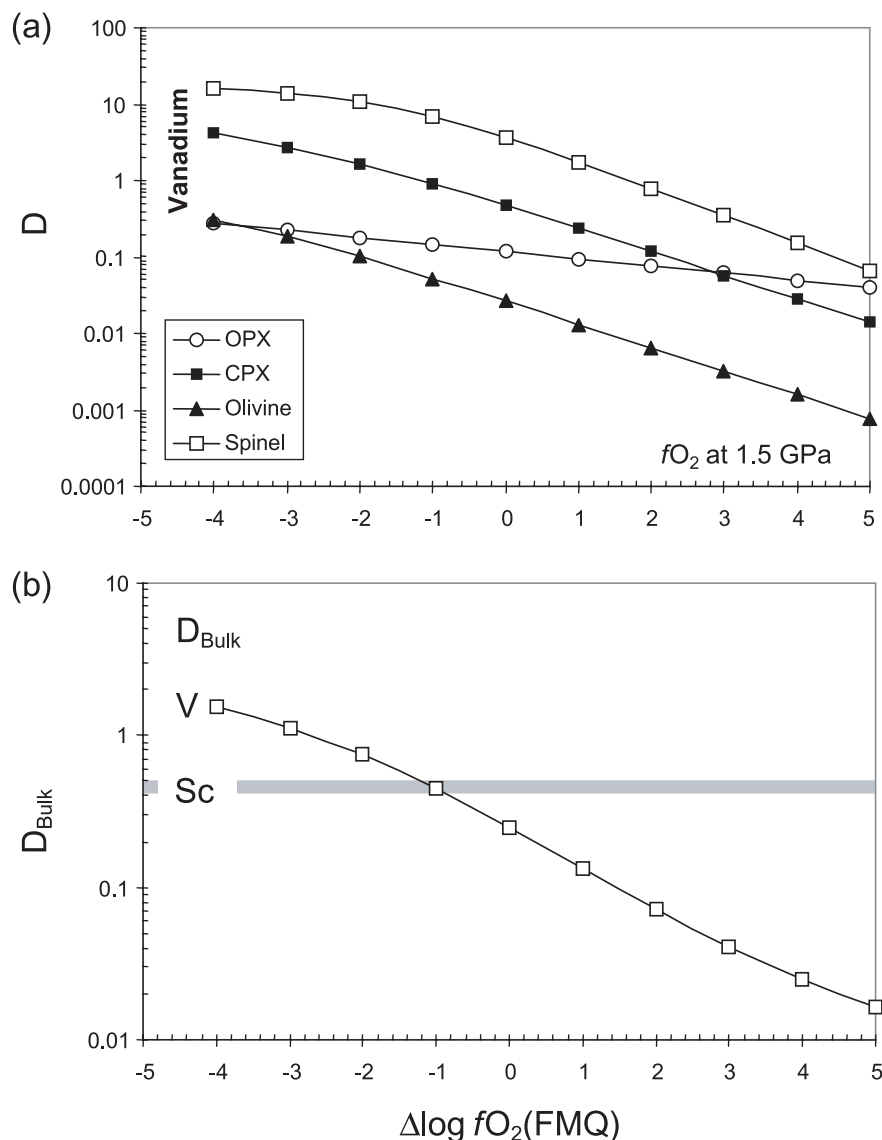 (a)
100
10
1
0.1
0.01
0.001
0.0001
D
Vanadium
OPX
CPX
Olivine
Spinel
fO2 at 1.5 GPa
-5 -4 -3 -2 -1 0 1 2 3 4 5
(b)
10
1
0.1
0.01
DBulk
DBulk
V
Sc
-5 -4 -3 -2 -1 0 1 2 3 4 5
Δlog fO2(FMQ)